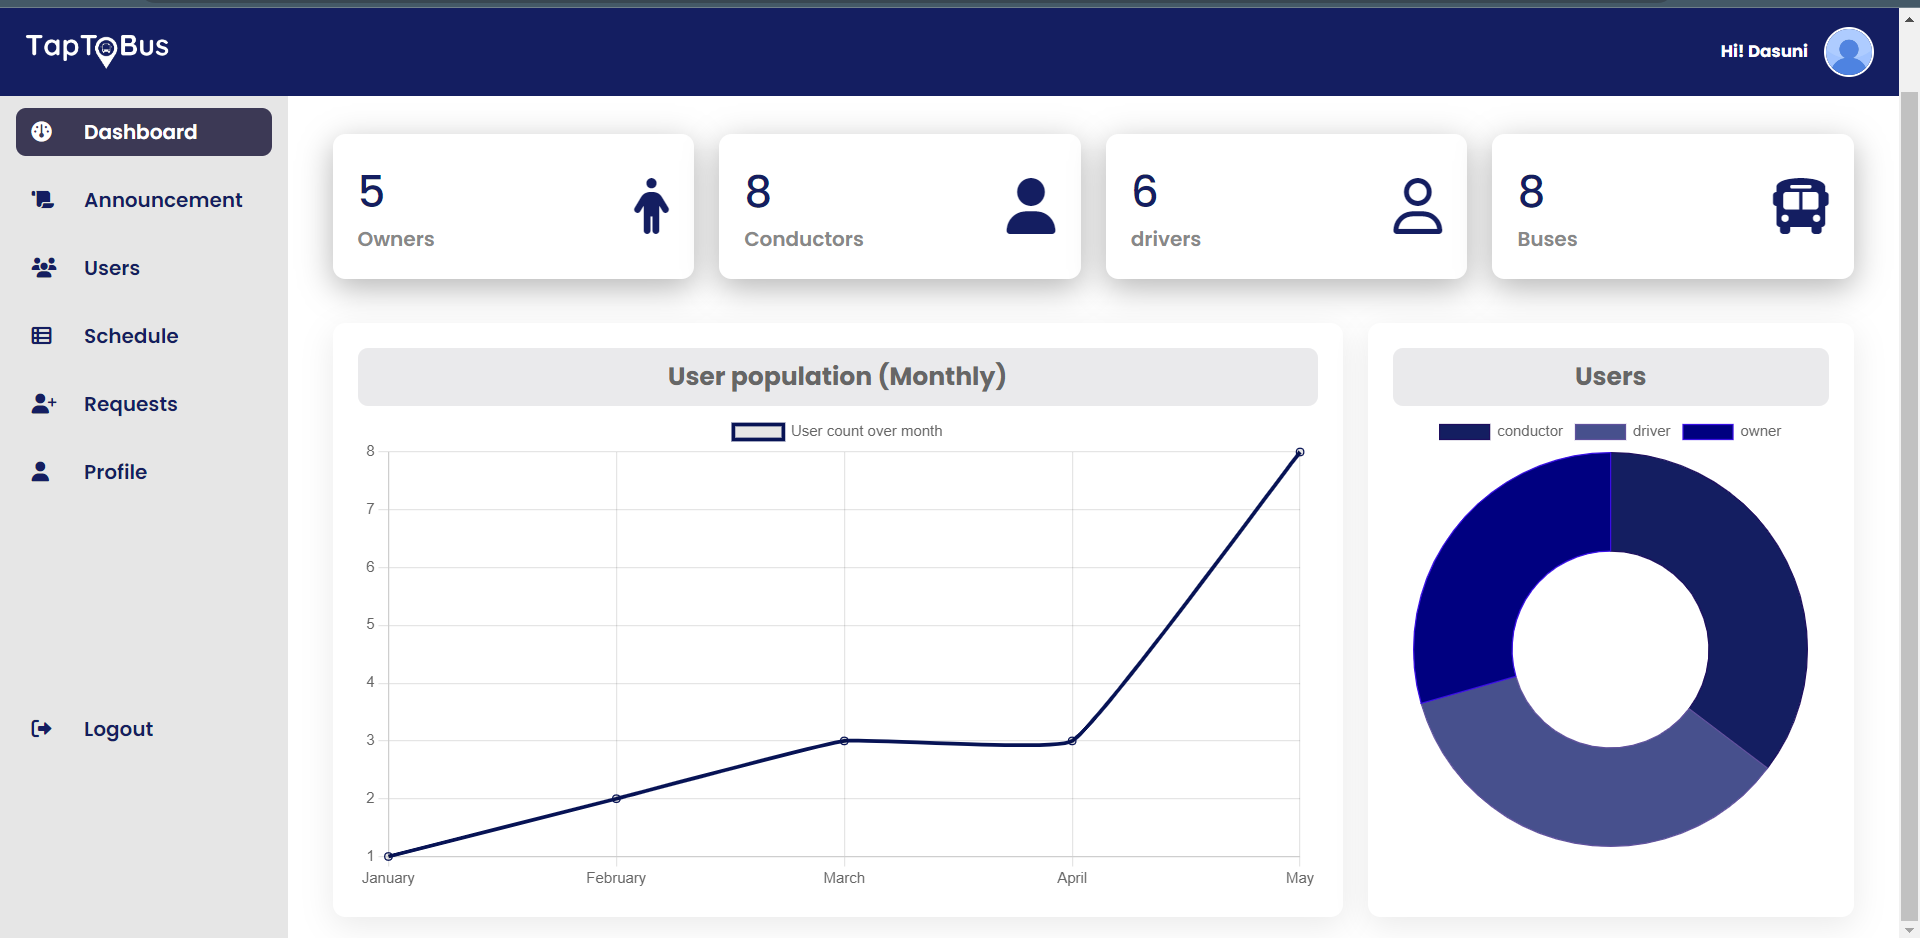 TapToBus
Hi! Dasuni
Dashboard
Announcement
Users
Schedule
Requests
Profile
Logout
5
Owners
8
Conductors
6
drivers
8
Buses
User population (Monthly)
User count over month
8
7
6
5
4
3
2
1
January February March April May
Users
conductor driver owner